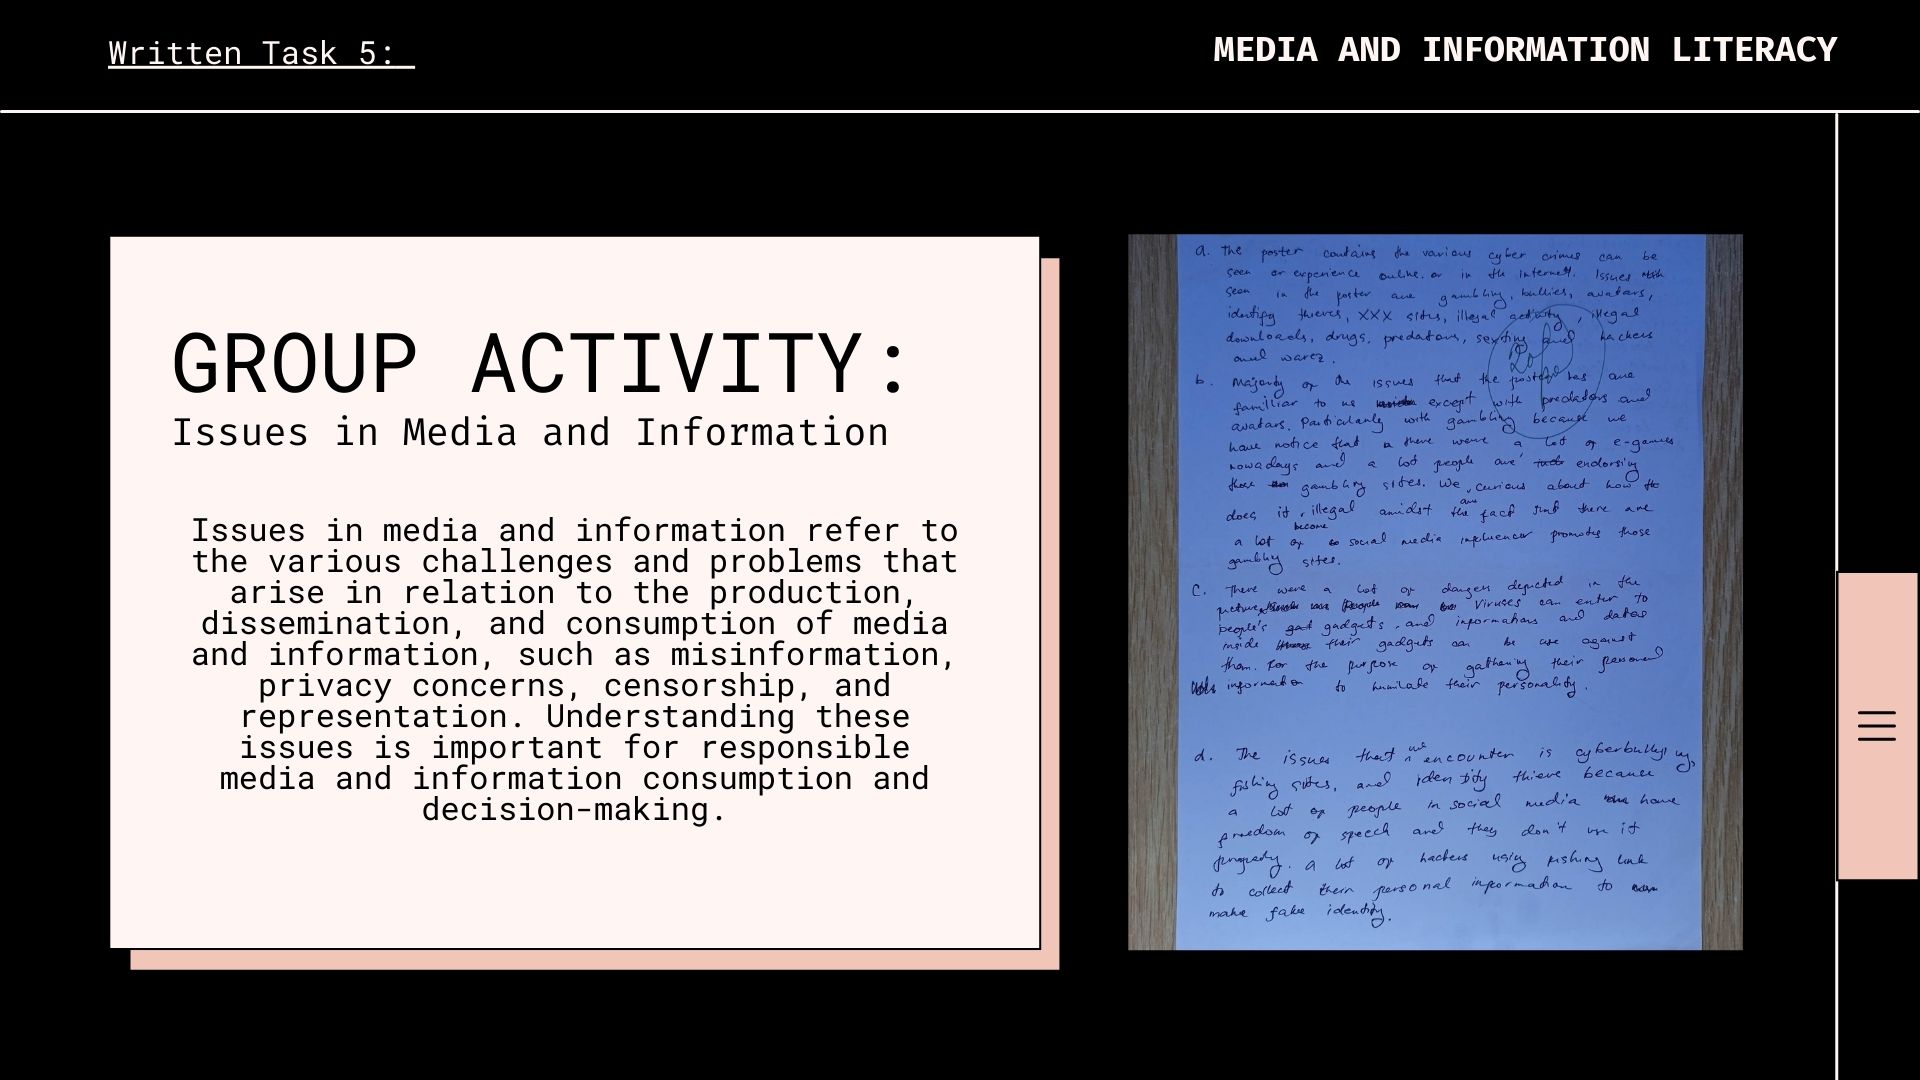 Written Task 5:
MEDIA AND INFORMATION LITERACY
GROUP ACTIVITY:
Issues in Media and Information
Issues in media and information refer to
the various challenges and problems that
arise in relation to the production,
dissemination, and consumption of media
and information, such as misinformation,
privacy concerns, censorship, and
representation. Understanding these
issues is important for responsible
media and information consumption and
decision-making.
a. The poster contains the various cyber crimes can be
seen or experience online. or in the internet. Issues
seen in the poster are gambling, bullies, avatars,
identify thieves, XXX sites, illegal activity, illegal
downloads, drugs, predators, sexting and hackers
and warez.
b. Majority of the issues that the poster has are
familiar to us except with predators and
avatars. Particularly with gambling because we
have notice that there were a lot of e-games
nowadays and a lot people are endorsing
those gambling sites. We are curious about how
does it become illegal amidst the fact that there are
a lot of social media influencer promotes those
gambling sites.
c. There were a lot of dangers depicted in the
picture, Viruses can enter to
people's gadgets, and informations and datas
inside their gadgets can be use against
them. For the purpose of gathering their personal
information to humilate their personality.
d. The issues that we encounter is cyberbullying,
fishing sites, and identity thieve because
a lot of people in social media have
freedom of speech and they don't use it
properly. A lot of hackers using fishing link
to collect their personal information to
make fake identity.